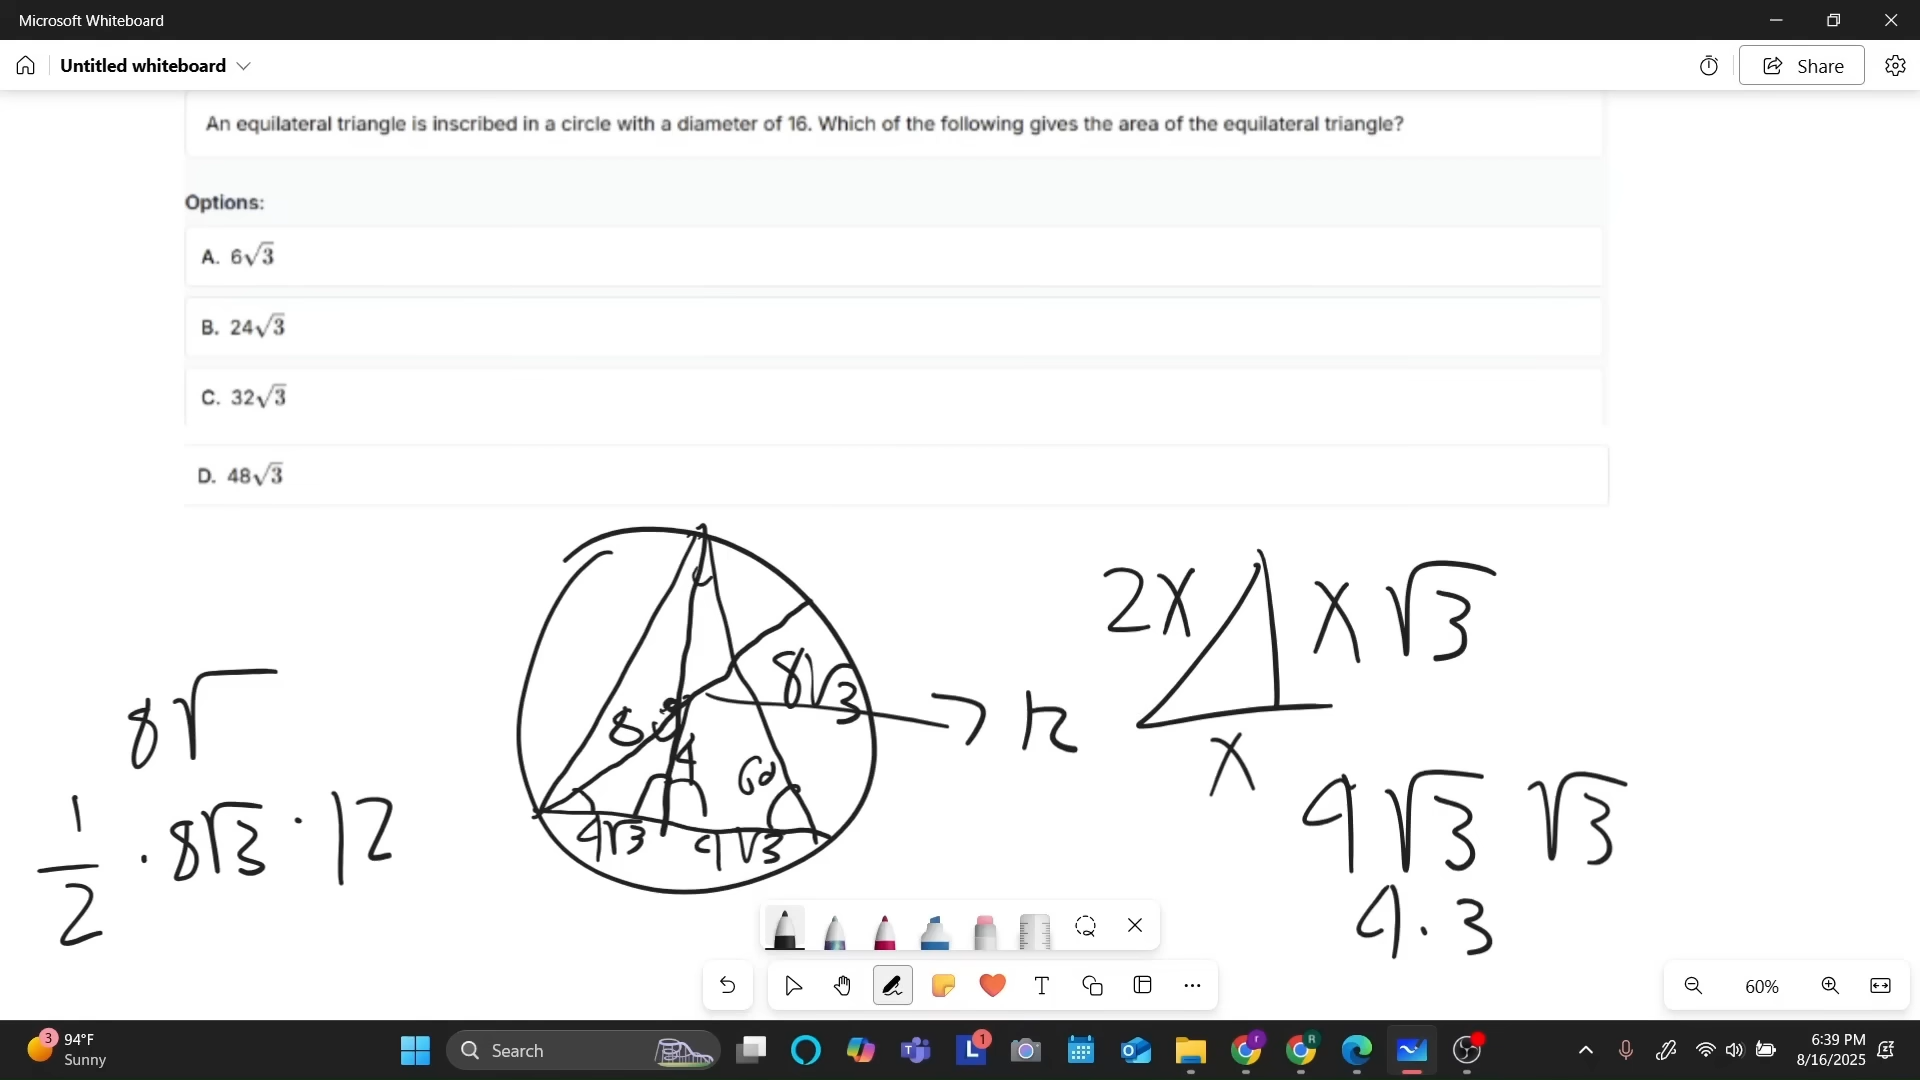 Microsoft Whiteboard
Untitled whiteboard
Share
An equilateral triangle is inscribed in a circle with a diameter of 16. Which of the following gives the area of the equilateral triangle?
Options:
A. 6√3
B. 24√3
C. 32√3
D. 48√3
2x
x√3
x
8√3
8
8
4
60
4√3
4√3
12
8√
1/2 · 8√3 · 12
4√3 √3
4 · 3
60%
3
94°F
Sunny
Search
1
6:39 PM
8/16/2025